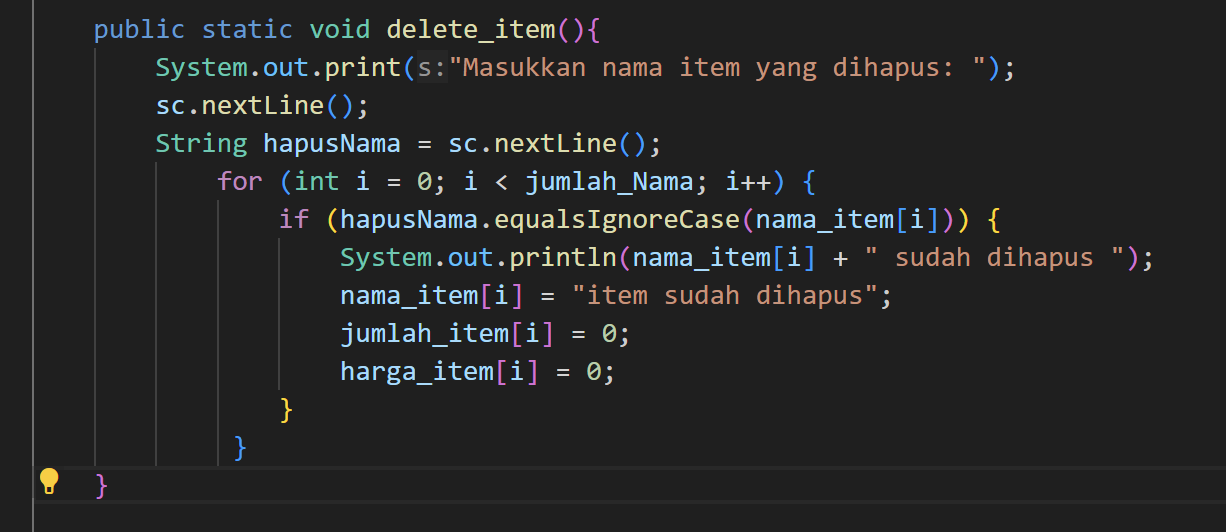 public static void delete_item(){
System.out.print(s:"Masukkan nama item yang dihapus: ");
sc.nextLine();
String hapusNama = sc.nextLine();
for (int i = 0; i < jumlah_Nama; i++) {
if (hapusNama.equalsIgnoreCase(nama_item[i])) {
System.out.println(nama_item[i] + " sudah dihapus ");
nama_item[i] = "item sudah dihapus";
jumlah_item[i] = 0;
harga_item[i] = 0;
}
}
}